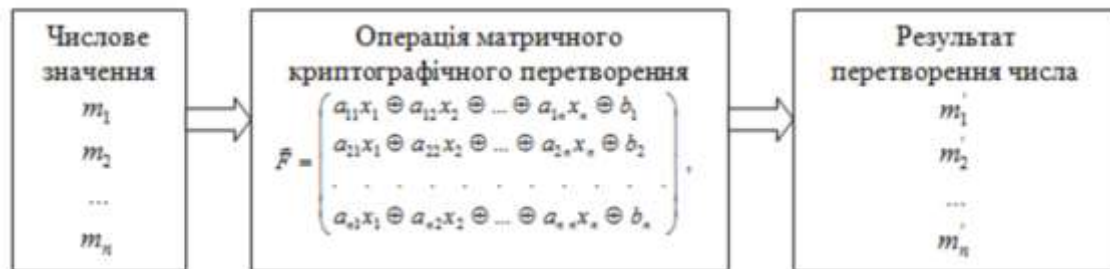 Числове
значення
m₁
m₂
...
mₙ
Операція матричного
криптографічного перетворення
F̄ = ( a₁₁x₁ ⊕ a₁₂x₂ ⊕ ... ⊕ a₁ₙxₙ ⊕ b₁
a₂₁x₁ ⊕ a₂₂x₂ ⊕ ... ⊕ a₂ₙxₙ ⊕ b₂
. . . . . . . . . . .
aₙ₁x₁ ⊕ aₙ₂x₂ ⊕ ... ⊕ aₙₙxₙ ⊕ bₙ ) ,
Результат
перетворення числа
m₁'
m₂'
...
mₙ'